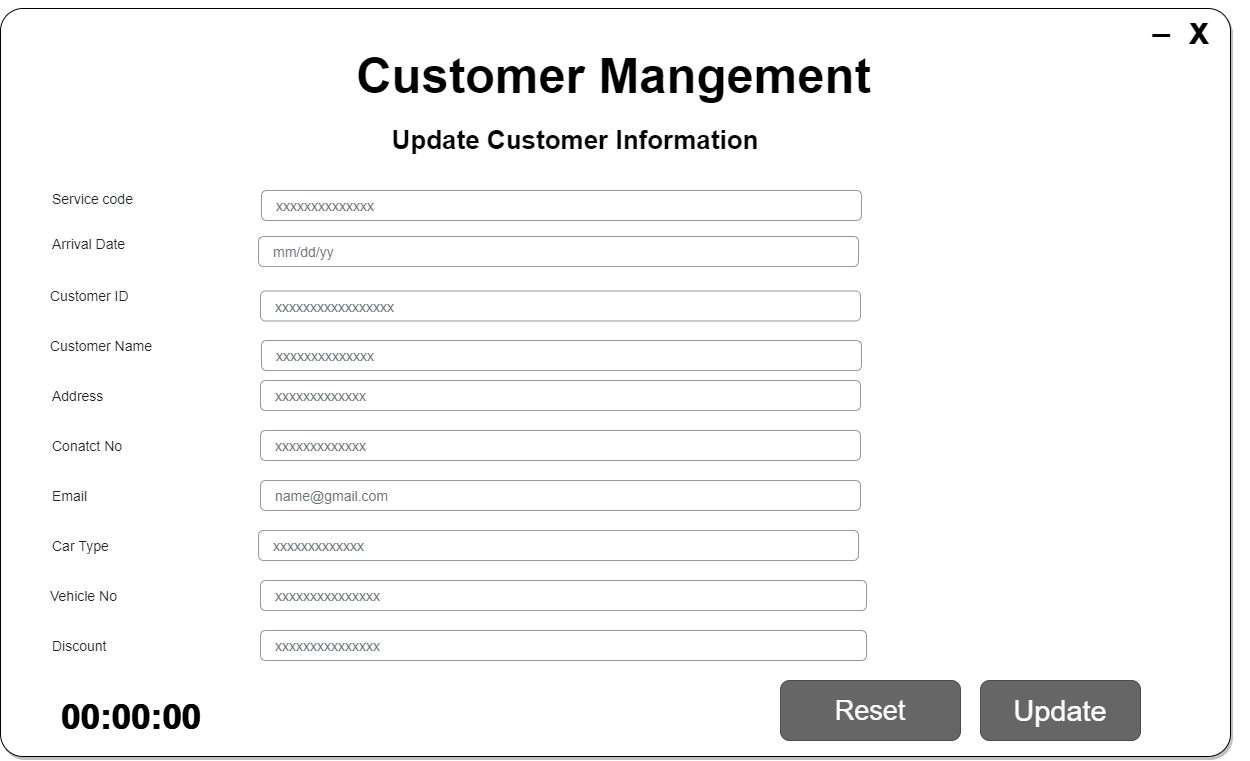 – X
Customer Mangement
Update Customer Information
Service code xxxxxxxxxxxxxx
Arrival Date mm/dd/yy
Customer ID xxxxxxxxxxxxxxxxx
Customer Name xxxxxxxxxxxxxx
Address xxxxxxxxxxxxx
Conatct No xxxxxxxxxxxxx
Email name@gmail.com
Car Type xxxxxxxxxxxxx
Vehicle No xxxxxxxxxxxxxxx
Discount xxxxxxxxxxxxxxx
00:00:00 Reset Update